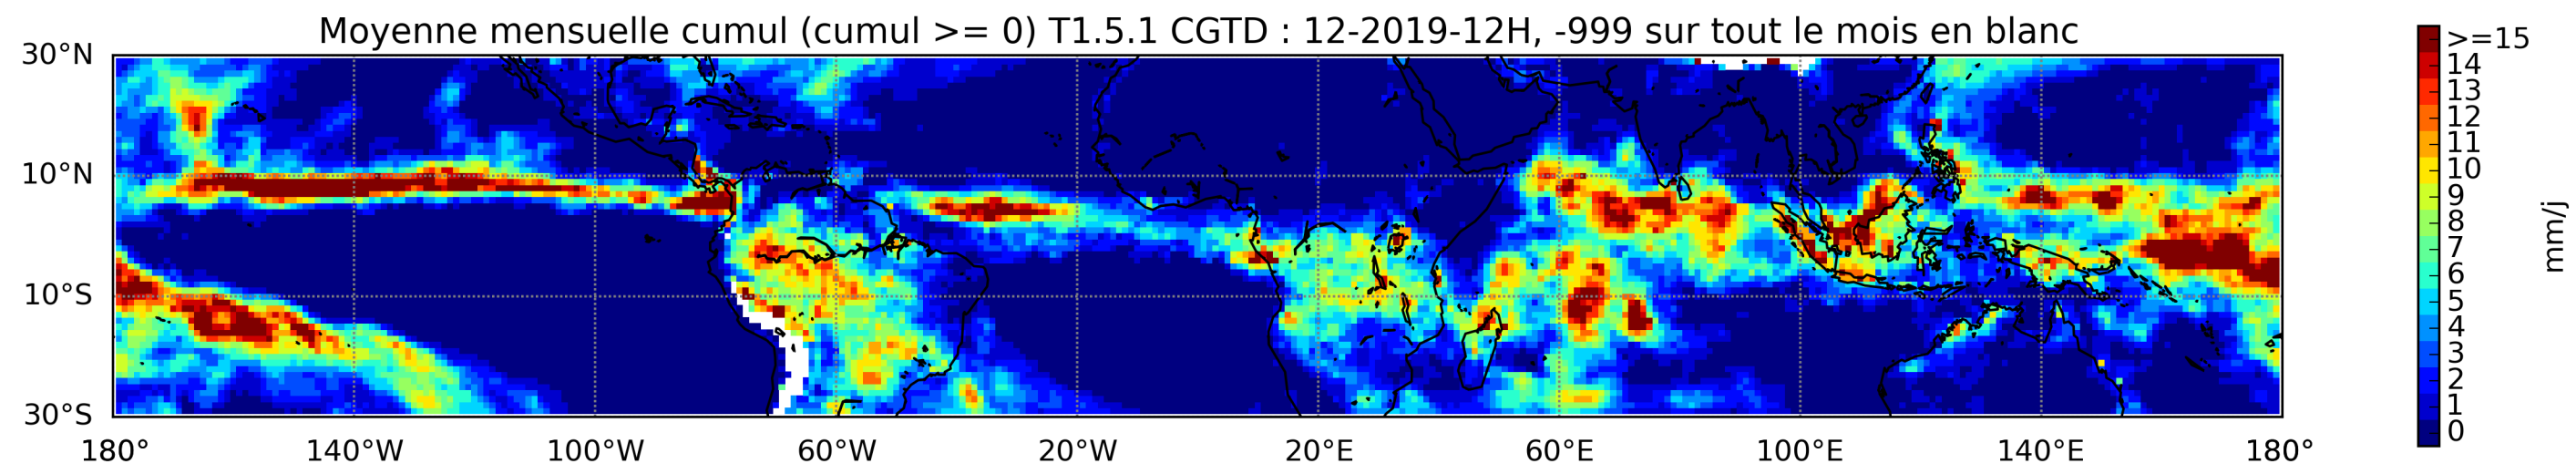 Moyenne mensuelle cumul (cumul >= 0) T1.5.1 CGTD : 12-2019-12H, -999 sur tout le mois en blanc
30°N
10°N
10°S
30°S
180° 140°W 100°W 60°W 20°W 20°E 60°E 100°E 140°E 180°
>=15
14
13
12
11
10
9
8
7
6
5
4
3
2
1
0
mm/j